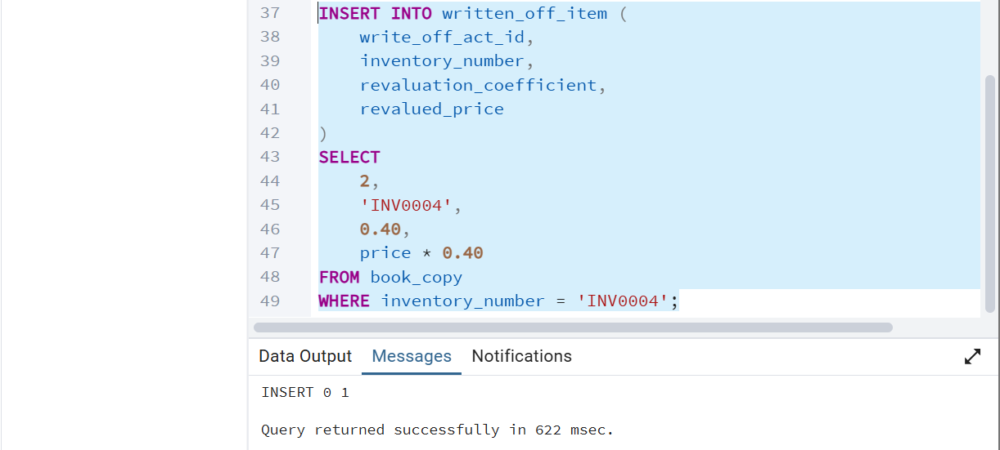 37 INSERT INTO written_off_item (
38     write_off_act_id,
39     inventory_number,
40     revaluation_coefficient,
41     revalued_price
42 )
43 SELECT
44     2,
45     'INV0004',
46     0.40,
47     price * 0.40
48 FROM book_copy
49 WHERE inventory_number = 'INV0004';
Data Output Messages Notifications
INSERT 0 1
Query returned successfully in 622 msec.